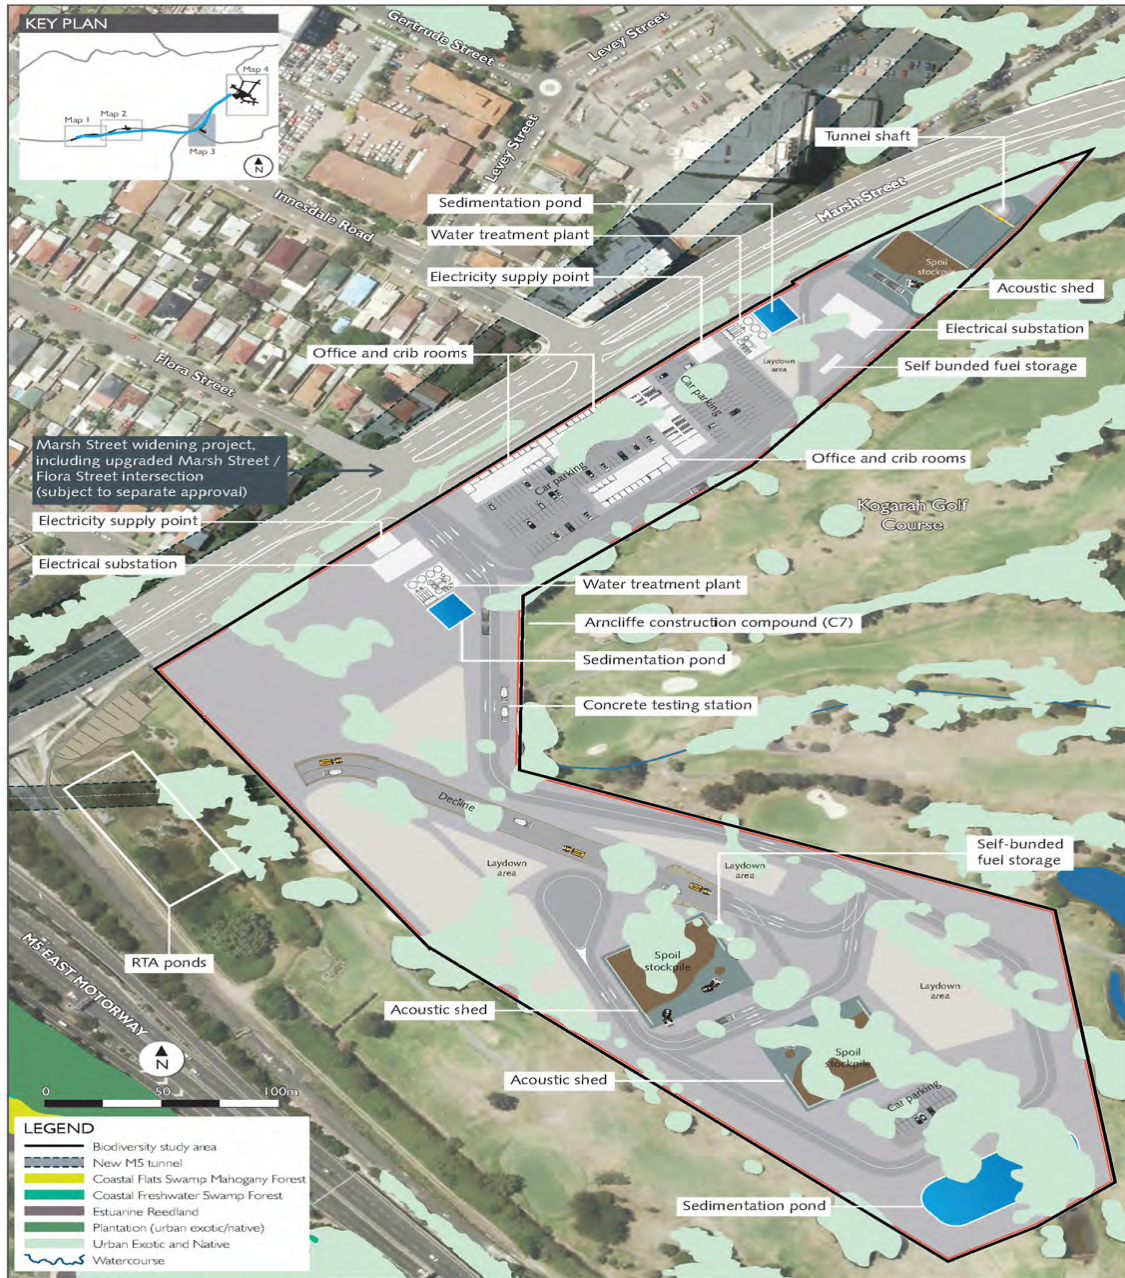 KEY PLAN
Map 1
Map 2
Map 3
Map 4
N
Gertrude Street
Levey Street
Levey Street
Innesdale Road
Marsh Street
Flora Street
Tunnel shaft
Sedimentation pond
Water treatment plant
Electricity supply point
Spoil
stockpile
Acoustic shed
Electrical substation
Self bunded fuel storage
Laydown
area
Office and crib rooms
Car parking
Car parking
Office and crib rooms
Marsh Street widening project,
including upgraded Marsh Street /
Flora Street intersection
(subject to separate approval)
Kogarah Golf
Course
Electricity supply point
Electrical substation
Water treatment plant
Arncliffe construction compound (C7)
Sedimentation pond
Concrete testing station
Decline
Self-bunded
fuel storage
Laydown
area
Laydown
area
RTA ponds
M5 EAST MOTORWAY
Spoil
stockpile
Laydown
area
Acoustic shed
Spoil
stockpile
Acoustic shed
Car parking
Sedimentation pond
N
0 50 100m
LEGEND
Biodiversity study area
New M5 tunnel
Coastal Flats Swamp Mahogany Forest
Coastal Freshwater Swamp Forest
Estuarine Reedland
Plantation (urban exotic/native)
Urban Exotic and Native
Watercourse